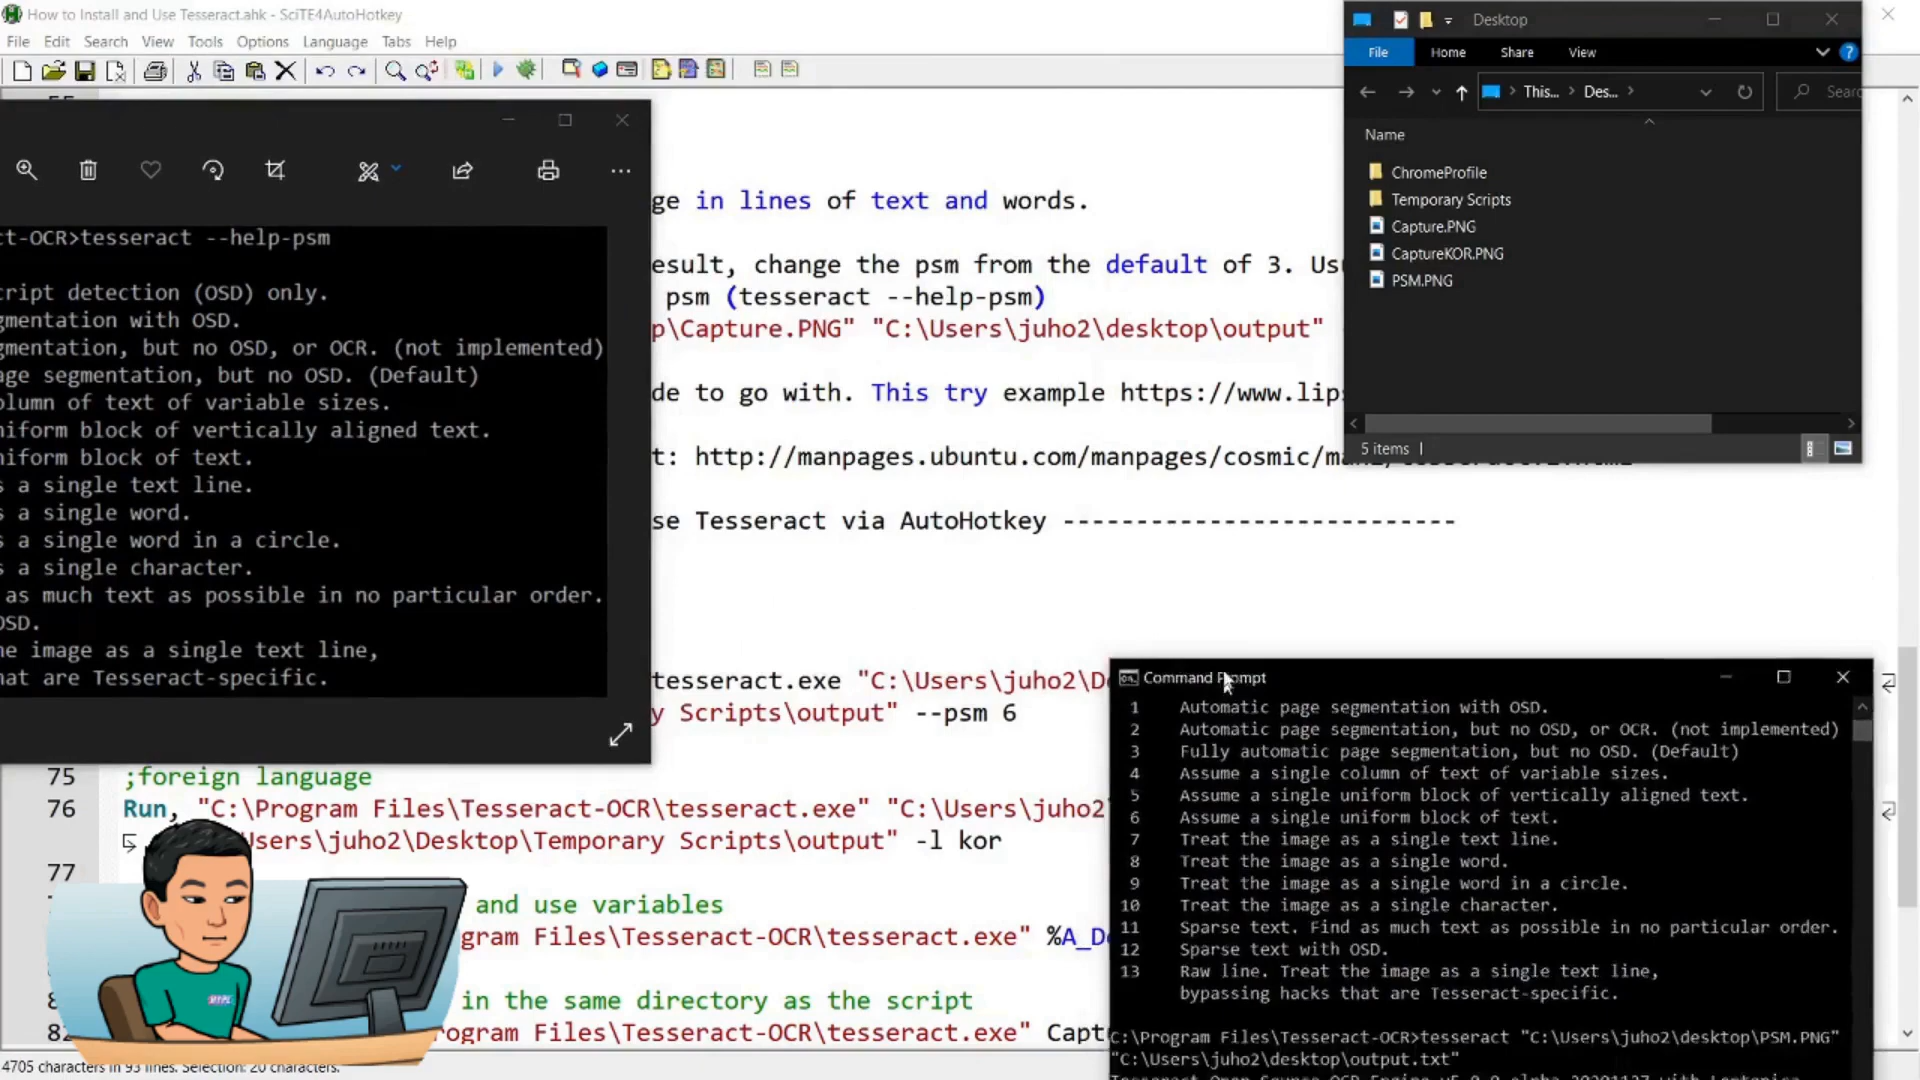 How to Install and Use Tesseract.ahk - SciTE4AutoHotkey
File Edit Search View Tools Options Language Tabs Help
ct-OCR>tesseract --help-psm
cript detection (OSD) only.
gmentation with OSD.
gmentation, but no OSD, or OCR. (not implemented)
age segmentation, but no OSD. (Default)
olumn of text of variable sizes.
niform block of vertically aligned text.
niform block of text.
s a single text line.
s a single word.
s a single word in a circle.
s a single character.
as much text as possible in no particular order.
OSD.
he image as a single text line,
hat are Tesseract-specific.
ge in lines of text and words.
esult, change the psm from the default of 3. Us
psm (tesseract --help-psm)
p\Capture.PNG" "C:\Users\juho2\desktop\output"
de to go with. This try example https://www.lips
t: http://manpages.ubuntu.com/manpages/cosmic/man1/
se Tesseract via AutoHotkey ---------------------------
tesseract.exe "C:\Users\juho2\D
y Scripts\output" --psm 6
75 ;foreign language
76 Run, "C:\Program Files\Tesseract-OCR\tesseract.exe" "C:\Users\juho2
Users\juho2\Desktop\Temporary Scripts\output" -l kor
77
and use variables
gram Files\Tesseract-OCR\tesseract.exe" %A_D
in the same directory as the script
82 ogram Files\Tesseract-OCR\tesseract.exe" Capt
4705 characters in 93 lines. Selection: 20 characters.
HYPE
Desktop
File Home Share View
This... Des... Sear
Name
ChromeProfile
Temporary Scripts
Capture.PNG
CaptureKOR.PNG
PSM.PNG
5 items
Command Prompt
1 Automatic page segmentation with OSD.
2 Automatic page segmentation, but no OSD, or OCR. (not implemented)
3 Fully automatic page segmentation, but no OSD. (Default)
4 Assume a single column of text of variable sizes.
5 Assume a single uniform block of vertically aligned text.
6 Assume a single uniform block of text.
7 Treat the image as a single text line.
8 Treat the image as a single word.
9 Treat the image as a single word in a circle.
10 Treat the image as a single character.
11 Sparse text. Find as much text as possible in no particular order.
12 Sparse text with OSD.
13 Raw line. Treat the image as a single text line,
bypassing hacks that are Tesseract-specific.
C:\Program Files\Tesseract-OCR>tesseract "C:\Users\juho2\desktop\PSM.PNG"
"C:\Users\juho2\desktop\output.txt"